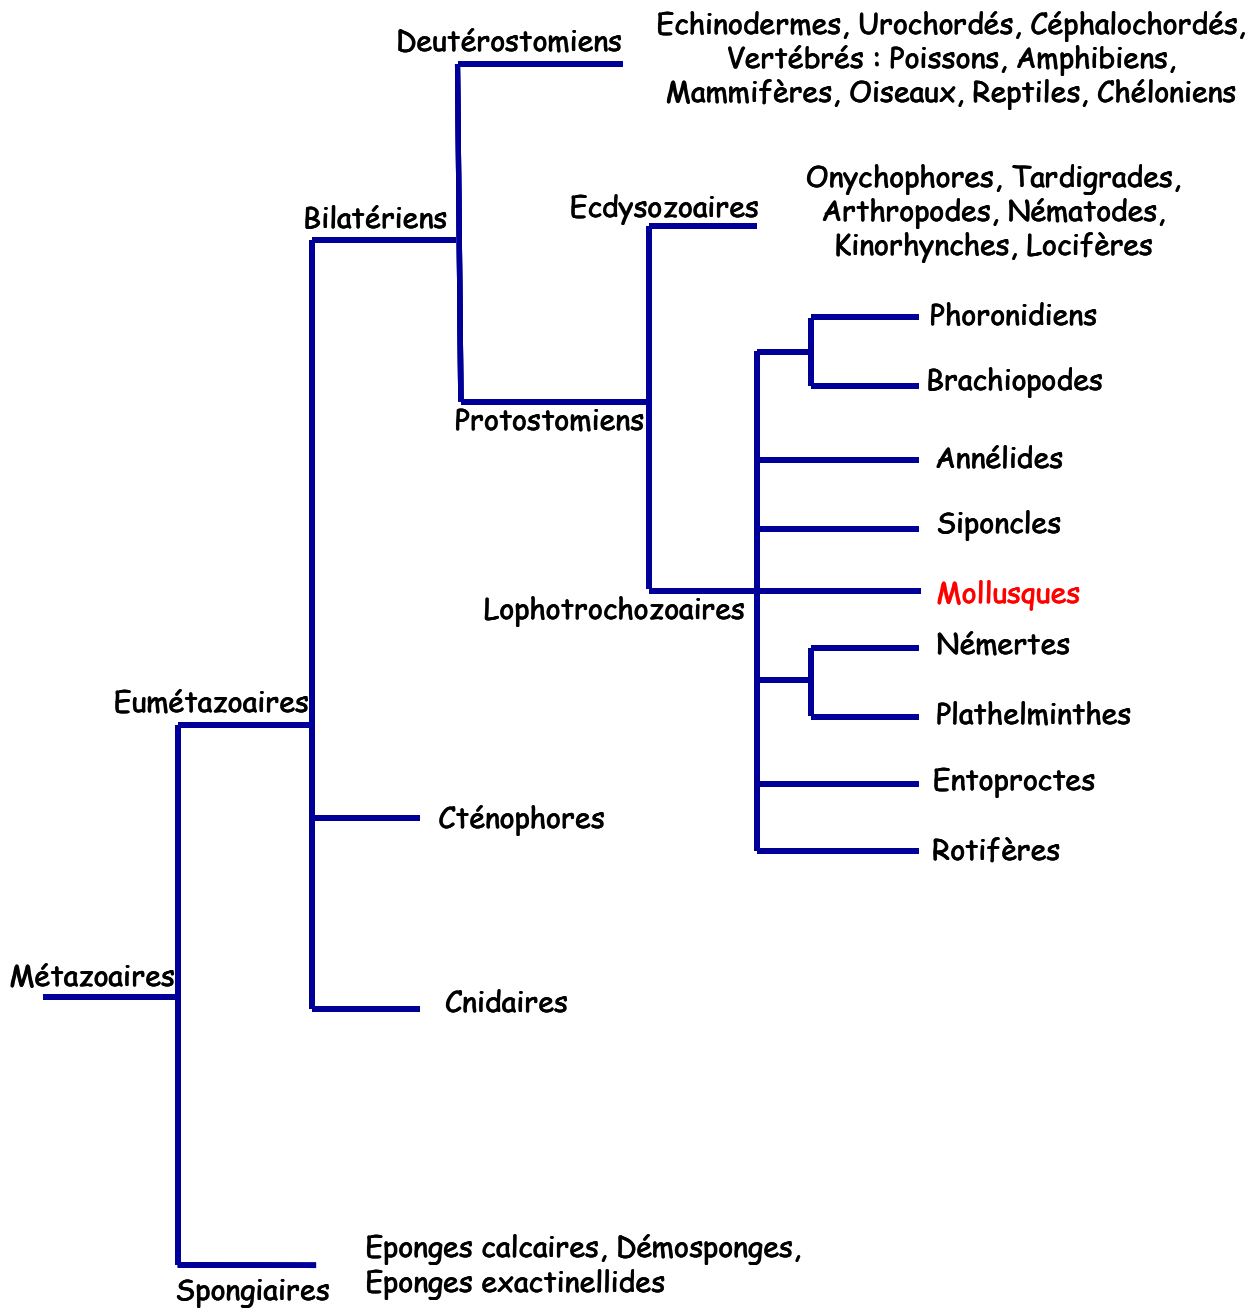 Deutérostomiens
Echinodermes, Urochordés, Céphalochordés,
Vertébrés : Poissons, Amphibiens,
Mammifères, Oiseaux, Reptiles, Chéloniens
Bilatériens
Ecdysozoaires
Onychophores, Tardigrades,
Arthropodes, Nématodes,
Kinorhynches, Locifères
Phoronidiens
Brachiopodes
Protostomiens
Annélides
Siponcles
Mollusques
Lophotrochozoaires
Némertes
Eumétazoaires
Plathelminthes
Entoproctes
Cténophores
Rotifères
Métazoaires
Cnidaires
Spongiaires
Eponges calcaires, Démosponges,
Eponges exactinellides